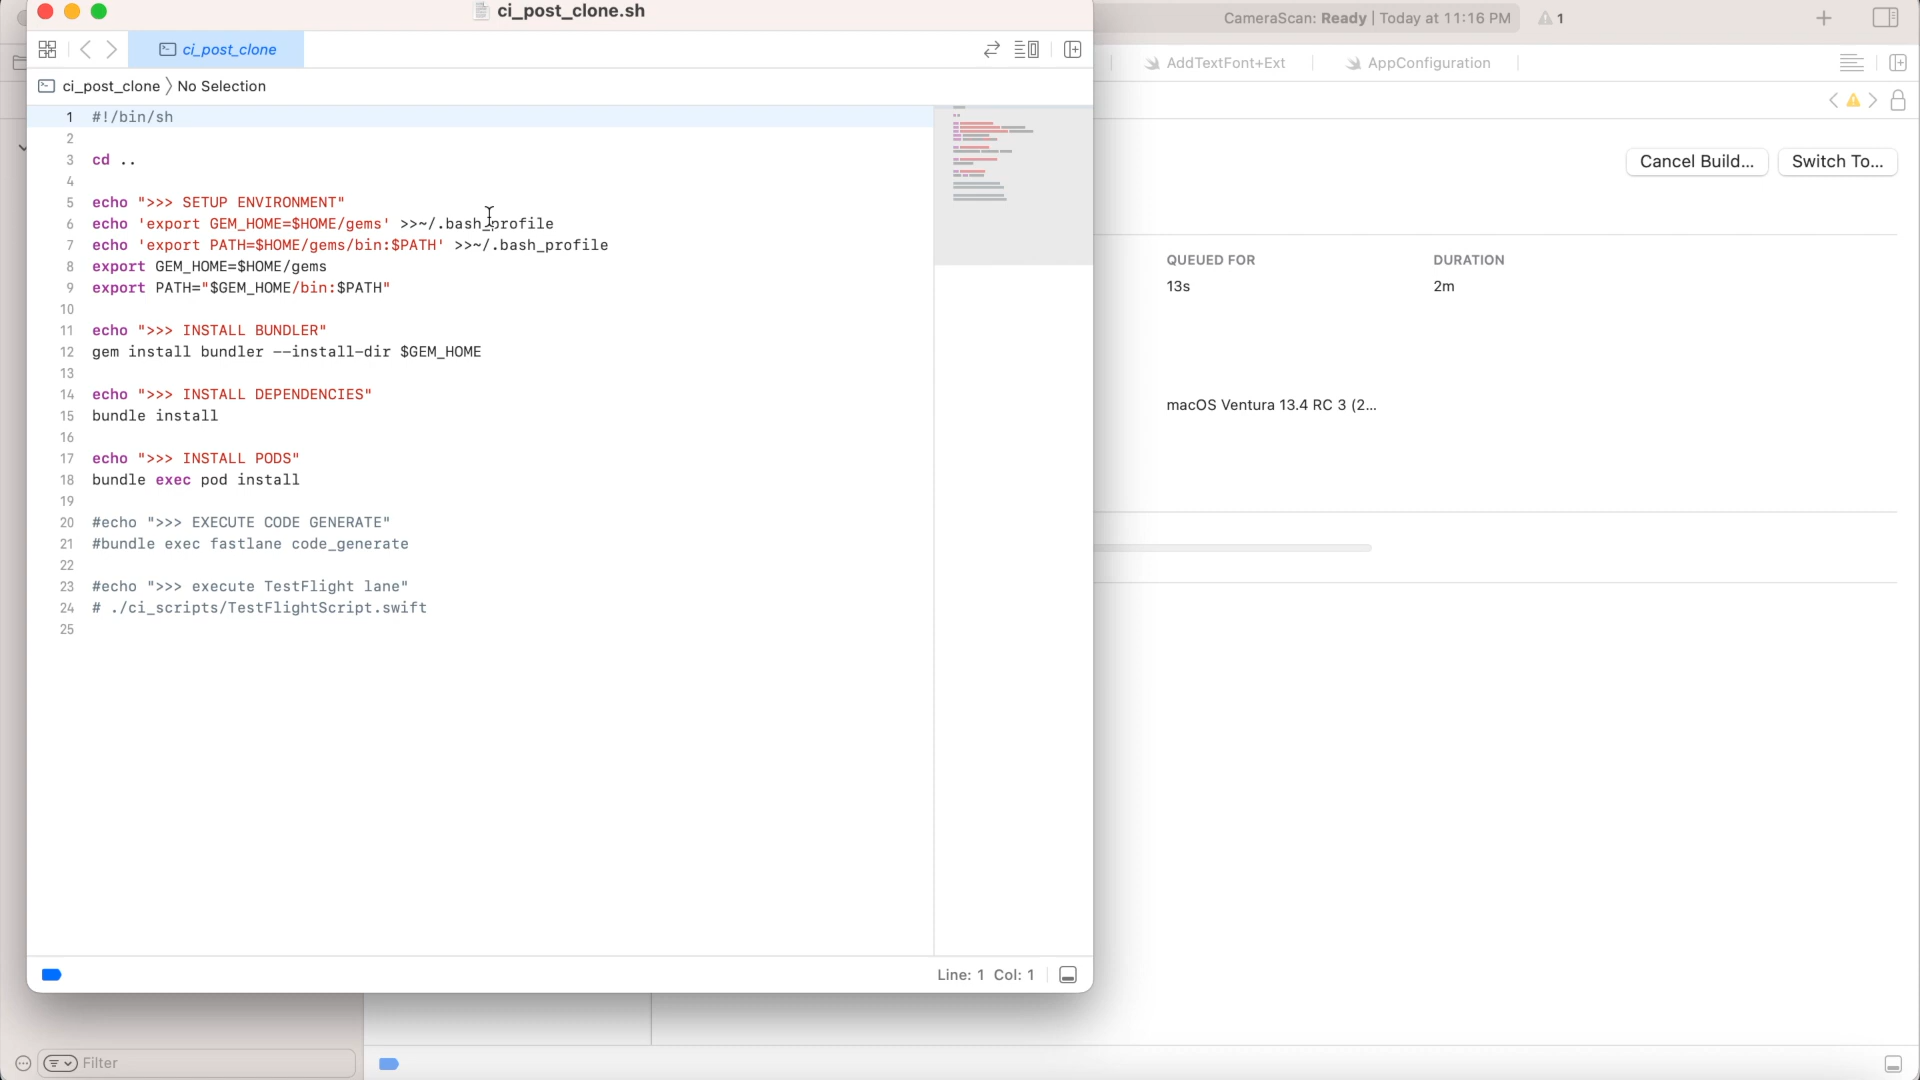 ci_post_clone.sh
CameraScan: Ready | Today at 11:16 PM
1
ci_post_clone
AddTextFont+Ext
AppConfiguration
ci_post_clone 〉No Selection
1 #!/bin/sh
2
3 cd ..
4
5 echo ">>> SETUP ENVIRONMENT"
6 echo 'export GEM_HOME=$HOME/gems' >>~/.bash_profile
7 echo 'export PATH=$HOME/gems/bin:$PATH' >>~/.bash_profile
8 export GEM_HOME=$HOME/gems
9 export PATH="$GEM_HOME/bin:$PATH"
10
11 echo ">>> INSTALL BUNDLER"
12 gem install bundler --install-dir $GEM_HOME
13
14 echo ">>> INSTALL DEPENDENCIES"
15 bundle install
16
17 echo ">>> INSTALL PODS"
18 bundle exec pod install
19
20 #echo ">>> EXECUTE CODE GENERATE"
21 #bundle exec fastlane code_generate
22
23 #echo ">>> execute TestFlight lane"
24 # ./ci_scripts/TestFlightScript.swift
25
Line: 1 Col: 1
Cancel Build...
Switch To...
QUEUED FOR
DURATION
13s
2m
macOS Ventura 13.4 RC 3 (2...
Filter